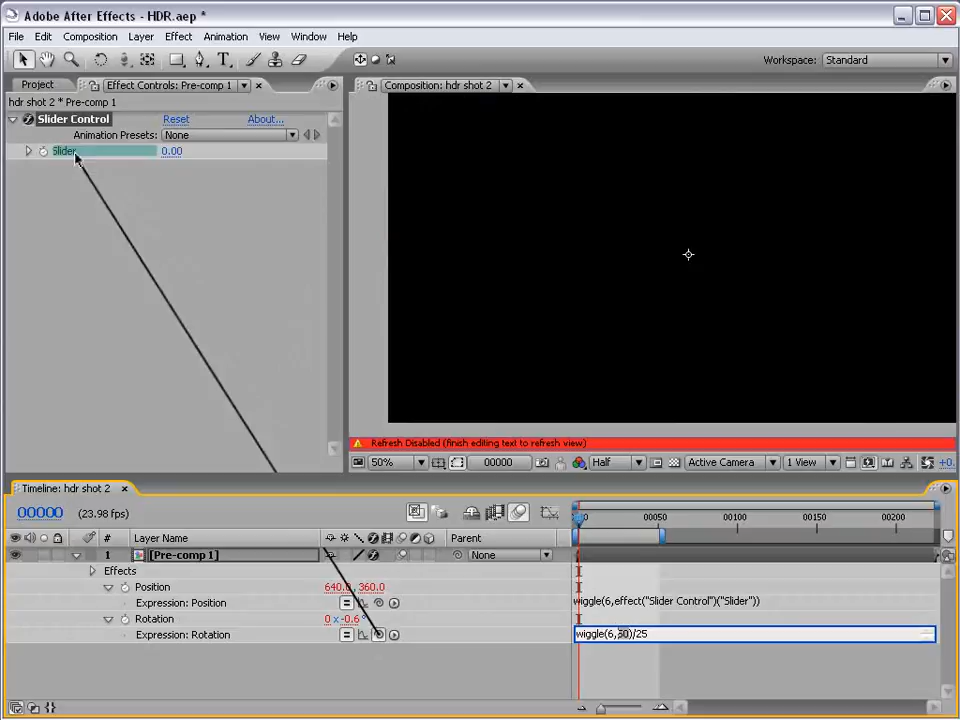 Adobe After Effects - HDR.aep *
File Edit Composition Layer Effect Animation View Window Help
Workspace: Standard
Project Effect Controls: Pre-comp 1 Composition: hdr shot 2
hdr shot 2 * Pre-comp 1
Slider Control Reset About...
Animation Presets: None
Slider 0.00
Refresh Disabled (finish editing text to refresh view)
50% 00000 Half Active Camera 1 View +0.
Timeline: hdr shot 2
00000 (23.98 fps)
0 00050 00100 00150 00200
# Layer Name Parent
1 [Pre-comp 1] None
Effects
Position 640.0, 360.0
Expression: Position wiggle(6,effect("Slider Control")("Slider"))
Rotation 0 x-0.6°
Expression: Rotation wiggle(6,50)/25